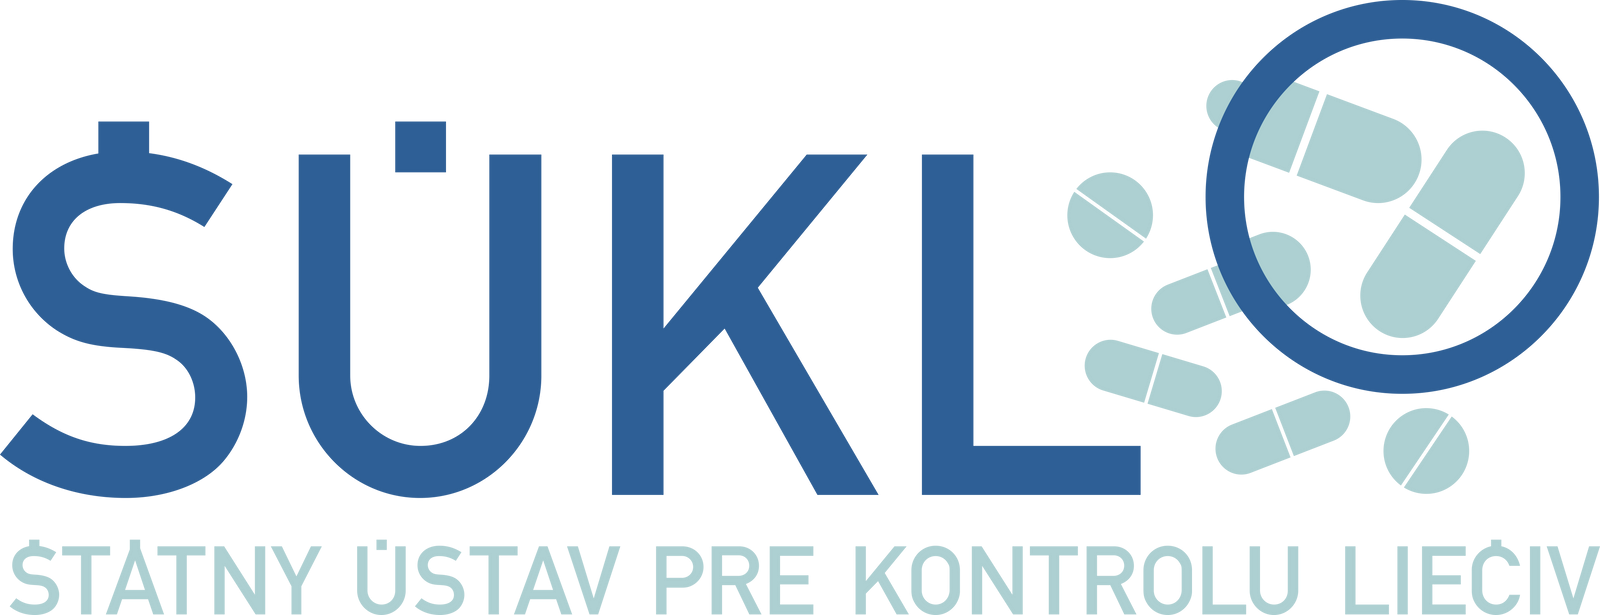 ŠÚKL
ŠTÁTNY ÚSTAV PRE KONTROLU LIEČIV